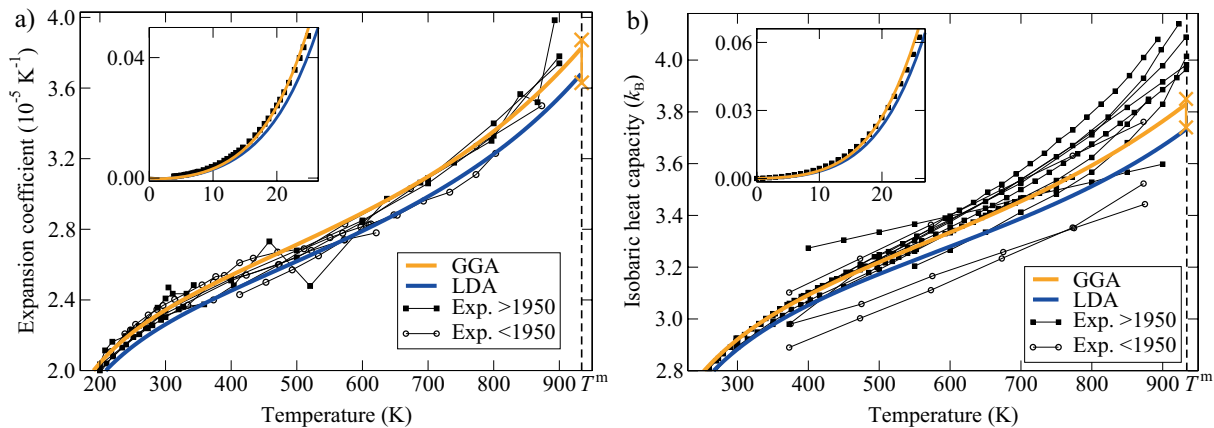 a)
Expansion coefficient (10⁻⁵ K⁻¹)
4.0
3.6
3.2
2.8
2.4
2.0
0.04
0.00
0 10 20
GGA
LDA
Exp. >1950
Exp. <1950
200 300 400 500 600 700 800 900 Tᵐ
Temperature (K)
b)
Isobaric heat capacity (k_B)
4.0
3.8
3.6
3.4
3.2
3.0
2.8
0.06
0.03
0.00
0 10 20
GGA
LDA
Exp. >1950
Exp. <1950
300 400 500 600 700 800 900 Tᵐ
Temperature (K)